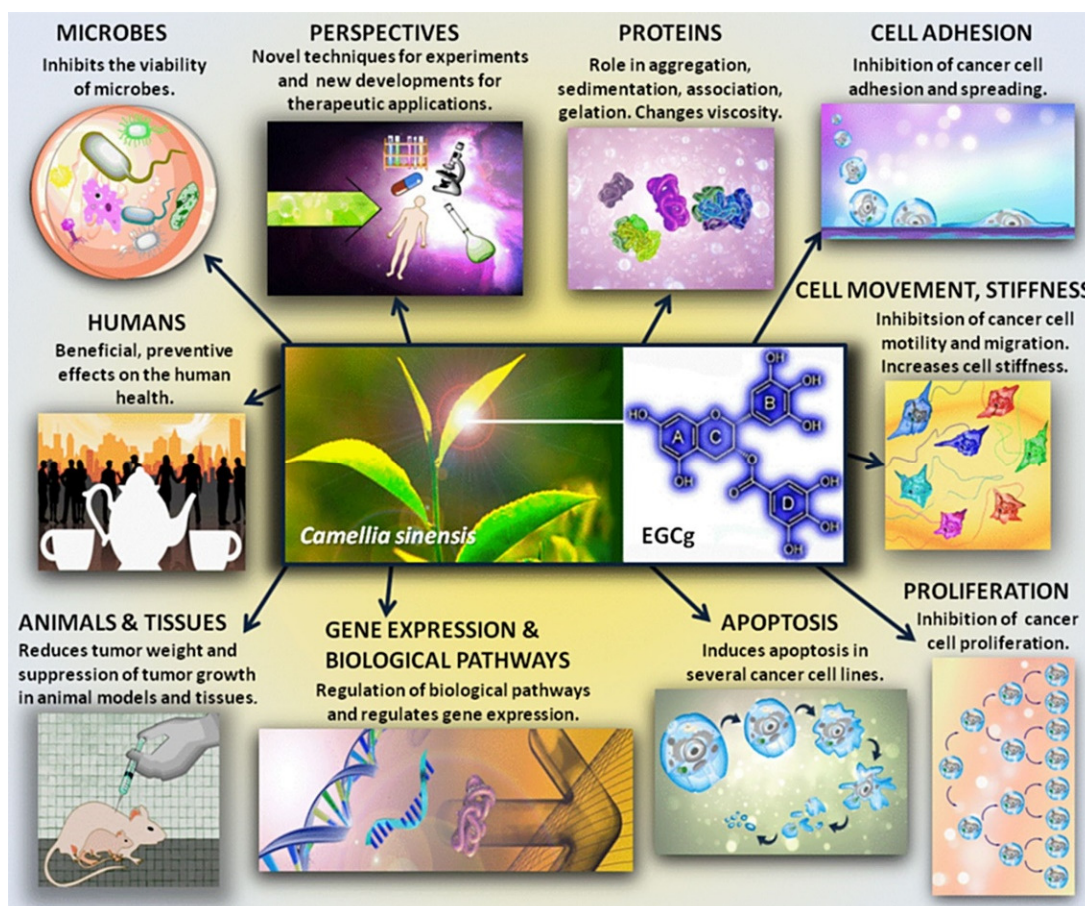 MICROBES
Inhibits the viability
of microbes.
PERSPECTIVES
Novel techniques for experiments
and new developments for
therapeutic applications.
PROTEINS
Role in aggregation,
sedimentation, association,
gelation. Changes viscosity.
CELL ADHESION
Inhibition of cancer cell
adhesion and spreading.
HUMANS
Beneficial, preventive
effects on the human
health.
CELL MOVEMENT, STIFFNESS
Inhibitsion of cancer cell
motility and migration.
Increases cell stiffness.
Camellia sinensis
OH
OH
B
HO
O
OH
A
C
O
OH
O
OH
D
OH
OH
EGCg
ANIMALS & TISSUES
Reduces tumor weight and
suppression of tumor growth
in animal models and tissues.
GENE EXPRESSION &
BIOLOGICAL PATHWAYS
Regulation of biological pathways
and regulates gene expression.
APOPTOSIS
Induces apoptosis in
several cancer cell lines.
PROLIFERATION
Inhibition of cancer
cell proliferation.